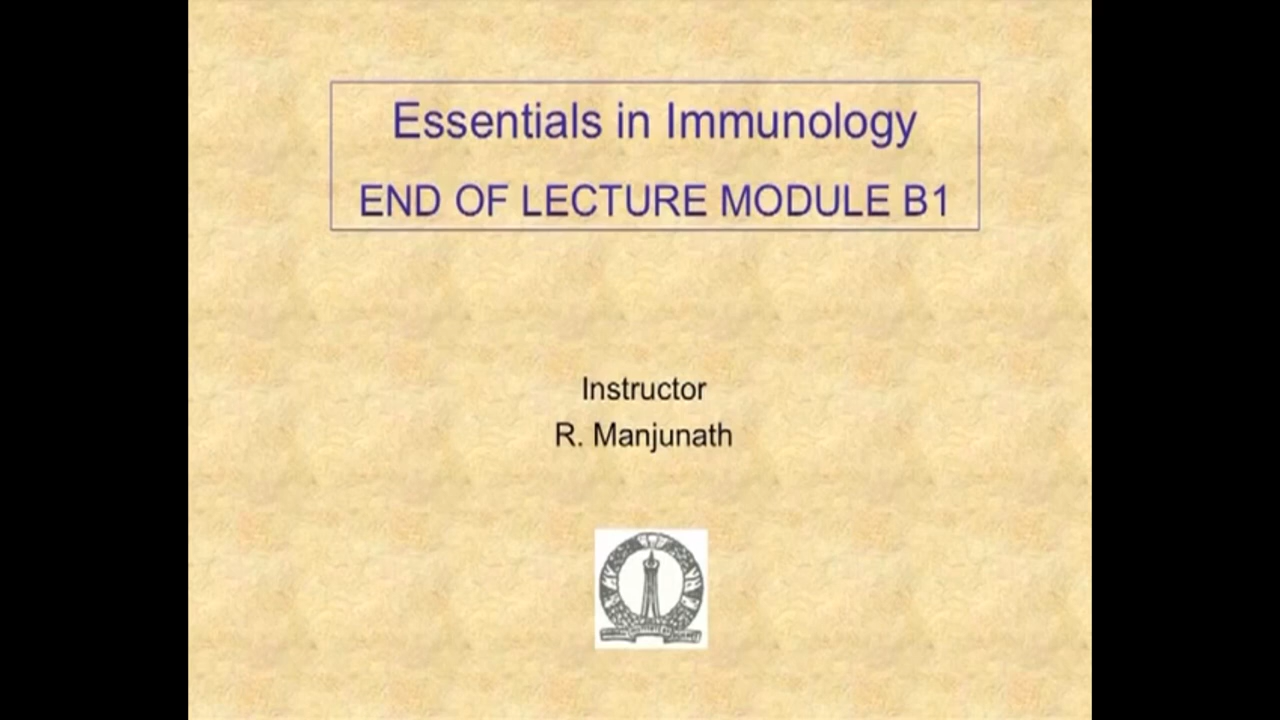 Essentials in Immunology
END OF LECTURE MODULE B1
Instructor
R. Manjunath